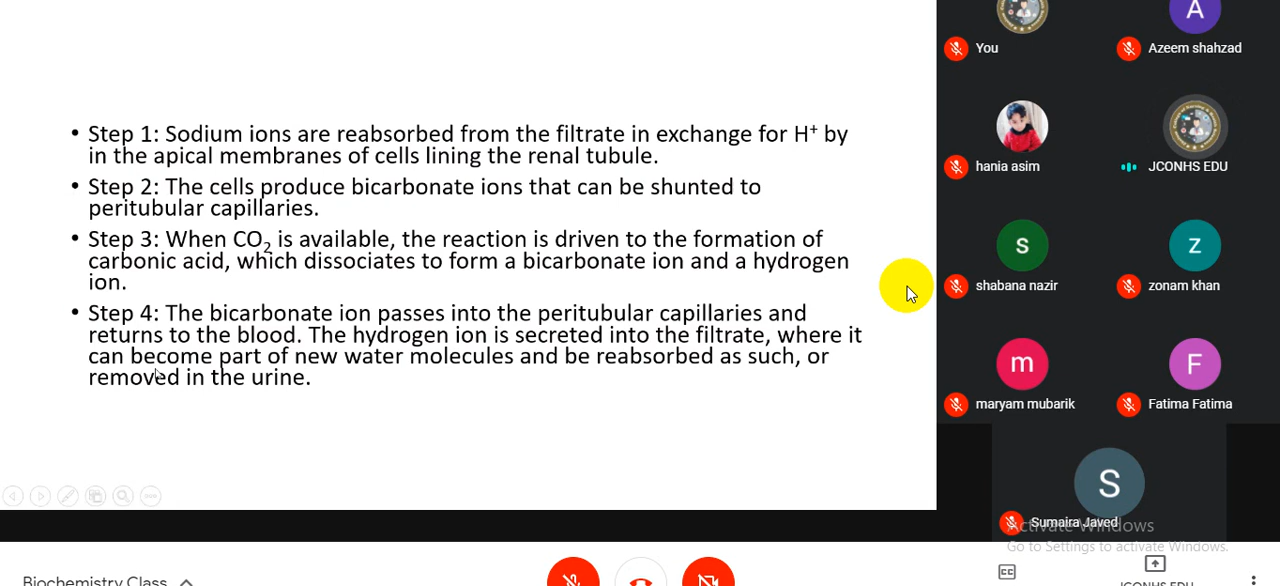 • Step 1: Sodium ions are reabsorbed from the filtrate in exchange for H⁺ by
in the apical membranes of cells lining the renal tubule.
• Step 2: The cells produce bicarbonate ions that can be shunted to
peritubular capillaries.
• Step 3: When CO₂ is available, the reaction is driven to the formation of
carbonic acid, which dissociates to form a bicarbonate ion and a hydrogen
ion.
• Step 4: The bicarbonate ion passes into the peritubular capillaries and
returns to the blood. The hydrogen ion is secreted into the filtrate, where it
can become part of new water molecules and be reabsorbed as such, or
removed in the urine.
A
You
Azeem shahzad
hania asim
JCONHS EDU
s
z
shabana nazir
zonam khan
m
F
maryam mubarik
Fatima Fatima
S
Sumaira Javed
Activate Windows
Go to Settings to activate Windows.
Biochemistry Class
CC
JCONHS EDU